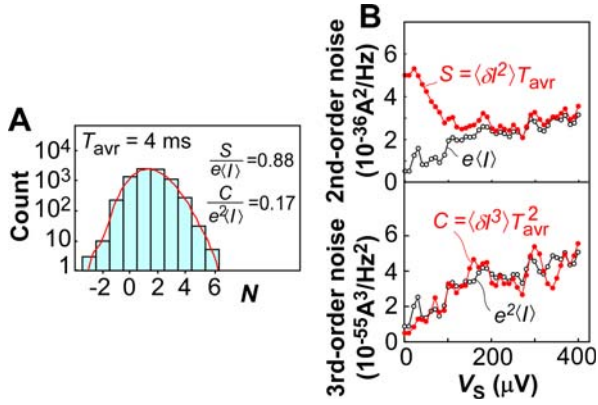 A
T_avr = 4 ms
S/e⟨I⟩ = 0.88
C/e²⟨I⟩ = 0.17
Count
10⁴
10³
10²
10
1
-2 0 2 4 6 N
B
2nd-order noise
(10⁻³⁶A²/Hz)
6
4
2
0
S = ⟨δI²⟩T_avr
e⟨I⟩
3rd-order noise
(10⁻⁵⁵A³/Hz²)
6
4
2
0
C = ⟨δI³⟩T²_avr
e²⟨I⟩
0 200 400
V_S (μV)